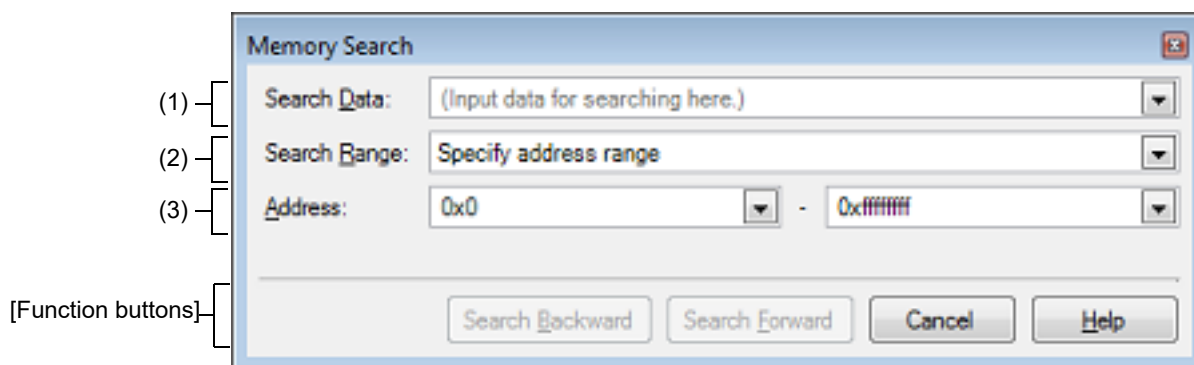 Memory Search
(1) Search Data: (Input data for searching here.)
(2) Search Range: Specify address range
(3) Address: 0x0 - 0xffffffff
[Function buttons] Search Backward Search Forward Cancel Help